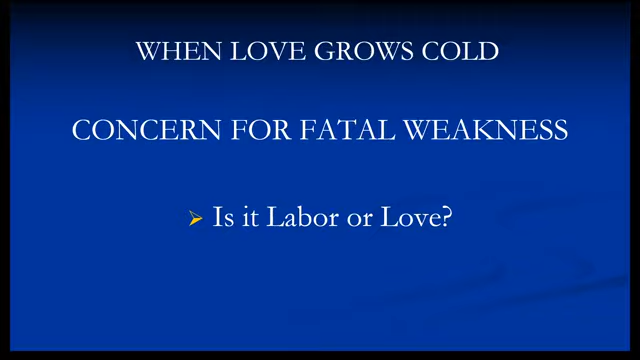 WHEN LOVE GROWS COLD
CONCERN FOR FATAL WEAKNESS
➢ Is it Labor or Love?